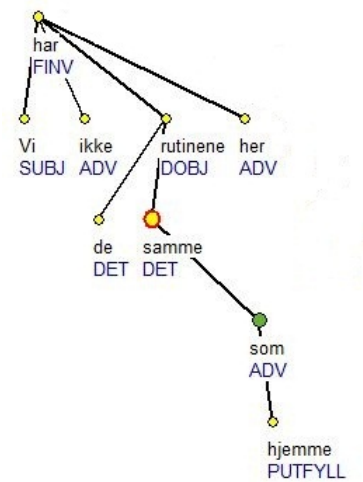 har
FINV
Vi ikke rutinene her
SUBJ ADV DOBJ ADV
de samme
DET DET
som
ADV
hjemme
PUTFYLL